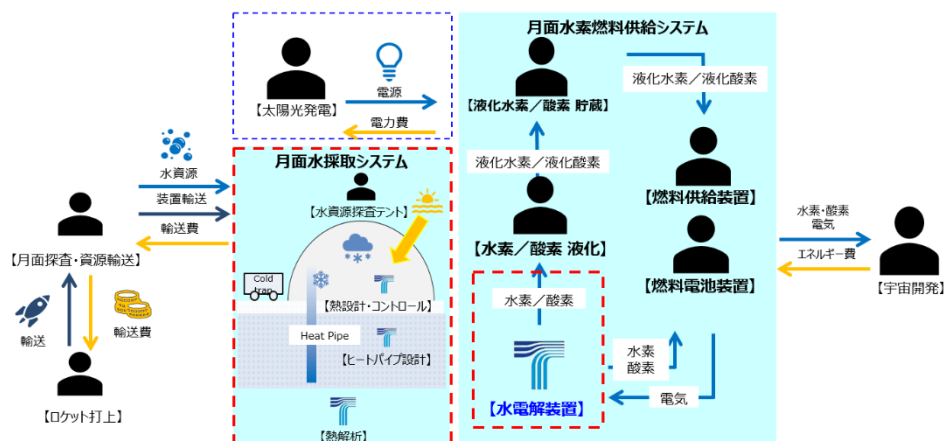 月面水素燃料供給システム
電源
【太陽光発電】
電力費
【液化水素／酸素 貯蔵】
液化水素／液化酸素
液化水素／液化酸素
【燃料供給装置】
【水素／酸素 液化】
水素／酸素
【燃料電池装置】
水素・酸素
電気
エネルギー費
【宇宙開発】
水素
酸素
電気
【水電解装置】
月面水採取システム
【水資源探査テント】
Cold
trap
【熱設計・コントロール】
Heat Pipe
【ヒートパイプ設計】
【熱解析】
水資源
装置輸送
輸送費
【月面探査・資源輸送】
輸送
輸送費
【ロケット打上】